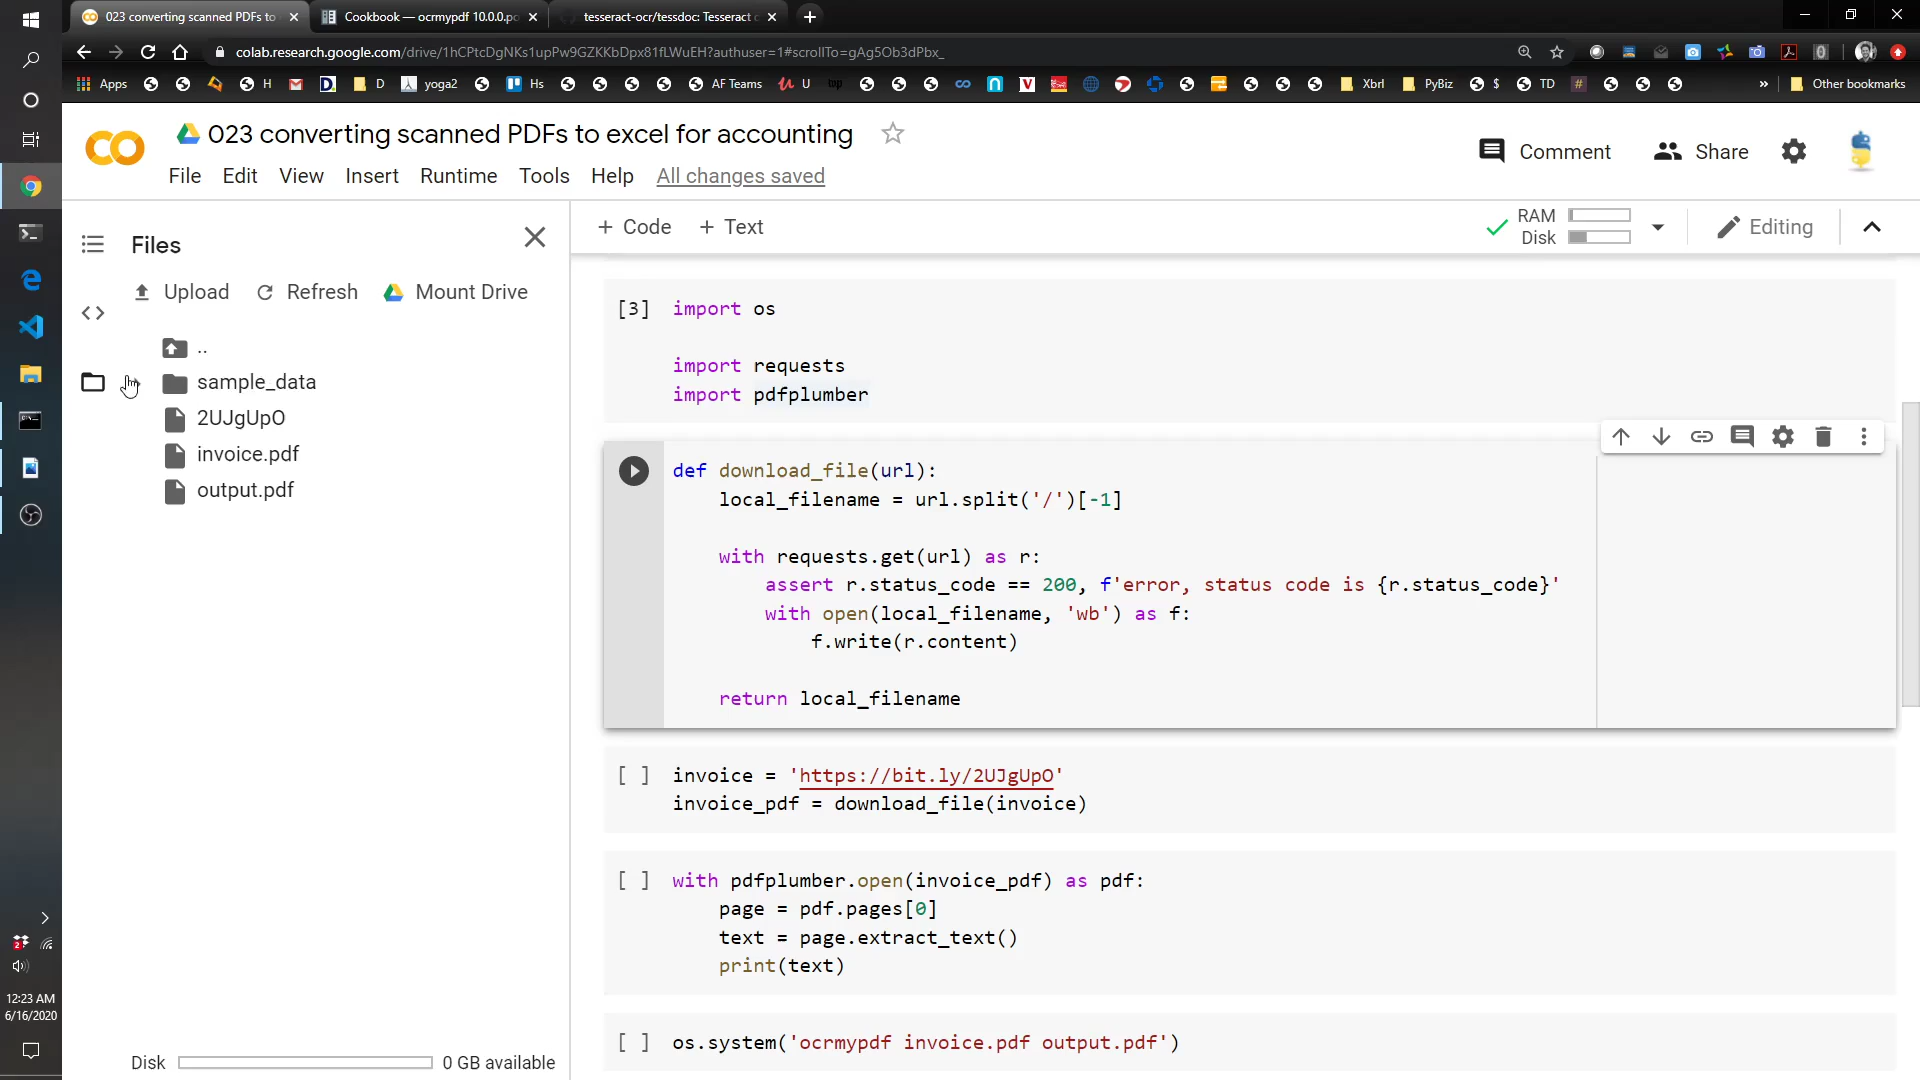 023 converting scanned PDFs to
Cookbook — ocrmypdf 10.0.0.po
tesseract-ocr/tessdoc: Tesseract
colab.research.google.com/drive/1hCPtcDgNKs1upPw9GZKKbDpx81fLWuEH?authuser=1#scrollTo=gAg5Ob3dPbx_
Apps H D yoga2 Hs AF Teams U Xbrl PyBiz $ TD # » Other bookmarks
023 converting scanned PDFs to excel for accounting
Comment Share
File Edit View Insert Runtime Tools Help All changes saved
Files
+ Code + Text
RAM
Disk
Editing
Upload Refresh Mount Drive
..
sample_data
2UJgUpO
invoice.pdf
output.pdf
[3] import os
import requests
import pdfplumber
def download_file(url):
local_filename = url.split('/')[-1]
with requests.get(url) as r:
assert r.status_code == 200, f'error, status code is {r.status_code}'
with open(local_filename, 'wb') as f:
f.write(r.content)
return local_filename
[ ] invoice = 'https://bit.ly/2UJgUpO'
invoice_pdf = download_file(invoice)
[ ] with pdfplumber.open(invoice_pdf) as pdf:
page = pdf.pages[0]
text = page.extract_text()
print(text)
[ ] os.system('ocrmypdf invoice.pdf output.pdf')
Disk 0 GB available
12:23 AM
6/16/2020